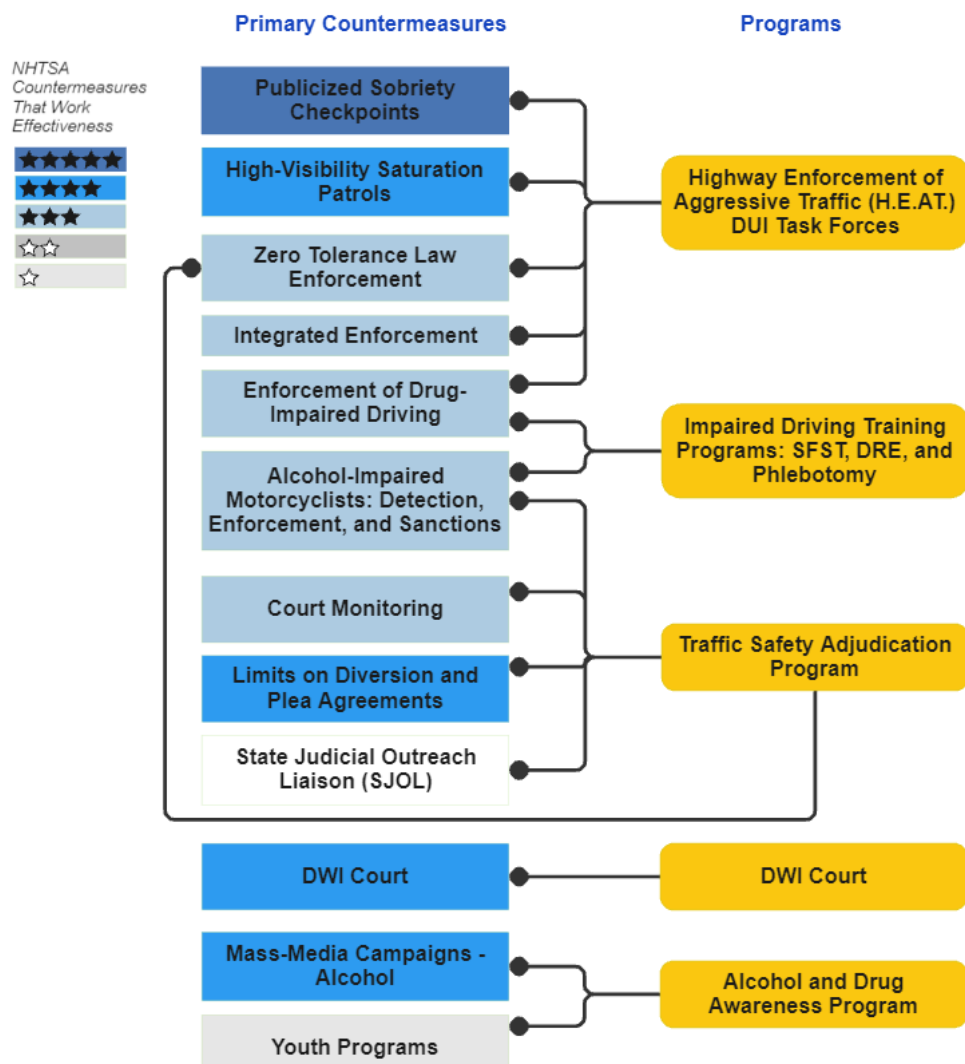 Primary Countermeasures
Programs
NHTSA
Countermeasures
That Work
Effectiveness
Publicized Sobriety
Checkpoints
High-Visibility Saturation
Patrols
Highway Enforcement of
Aggressive Traffic (H.E.AT.)
DUI Task Forces
Zero Tolerance Law
Enforcement
Integrated Enforcement
Enforcement of Drug-
Impaired Driving
Impaired Driving Training
Programs: SFST, DRE, and
Phlebotomy
Alcohol-Impaired
Motorcyclists: Detection,
Enforcement, and Sanctions
Court Monitoring
Traffic Safety Adjudication
Program
Limits on Diversion and
Plea Agreements
State Judicial Outreach
Liaison (SJOL)
DWI Court
DWI Court
Mass-Media Campaigns -
Alcohol
Alcohol and Drug
Awareness Program
Youth Programs